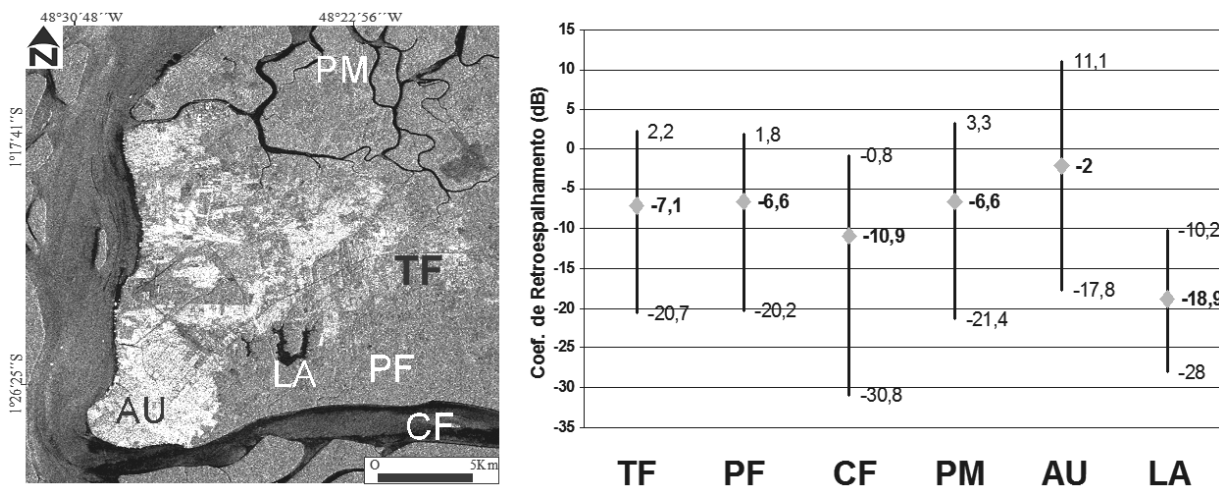 48°30´48´´W
48°22´56´´W
N
1°17´41´´S
1°26´25´´S
PM
TF
LA
PF
AU
CF
O 5Km
Coef. de Retroespalhamento (dB)
15
10
5
0
-5
-10
-15
-20
-25
-30
-35
2,2
-7,1
-20,7
1,8
-6,6
-20,2
-0,8
-10,9
-30,8
3,3
-6,6
-21,4
11,1
-2
-17,8
-10,2
-18,9
-28
TF PF CF PM AU LA